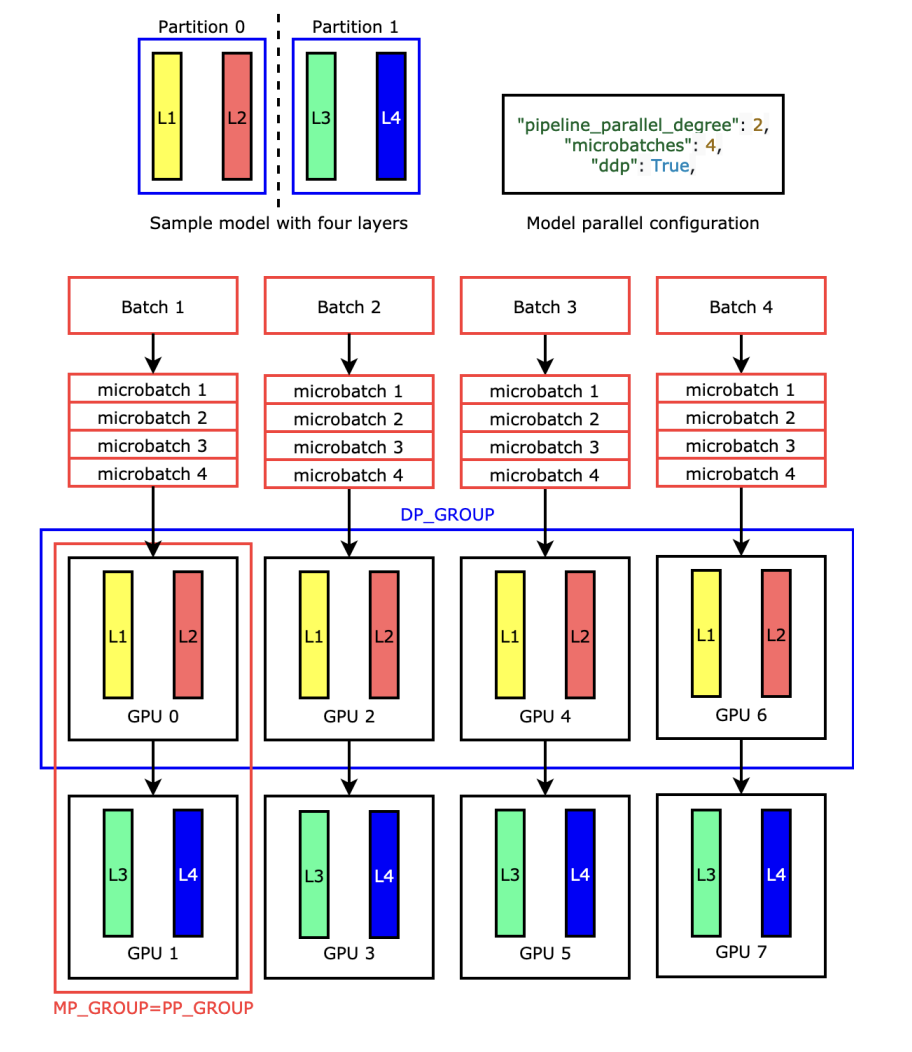 Partition 0
Partition 1
L1
L2
L3
L4
Sample model with four layers
"pipeline_parallel_degree": 2,
"microbatches": 4,
"ddp": True,
Model parallel configuration
Batch 1
Batch 2
Batch 3
Batch 4
microbatch 1
microbatch 2
microbatch 3
microbatch 4
microbatch 1
microbatch 2
microbatch 3
microbatch 4
microbatch 1
microbatch 2
microbatch 3
microbatch 4
microbatch 1
microbatch 2
microbatch 3
microbatch 4
DP_GROUP
L1
L2
GPU 0
L1
L2
GPU 2
L1
L2
GPU 4
L1
L2
GPU 6
L3
L4
GPU 1
L3
L4
GPU 3
L3
L4
GPU 5
L3
L4
GPU 7
MP_GROUP=PP_GROUP